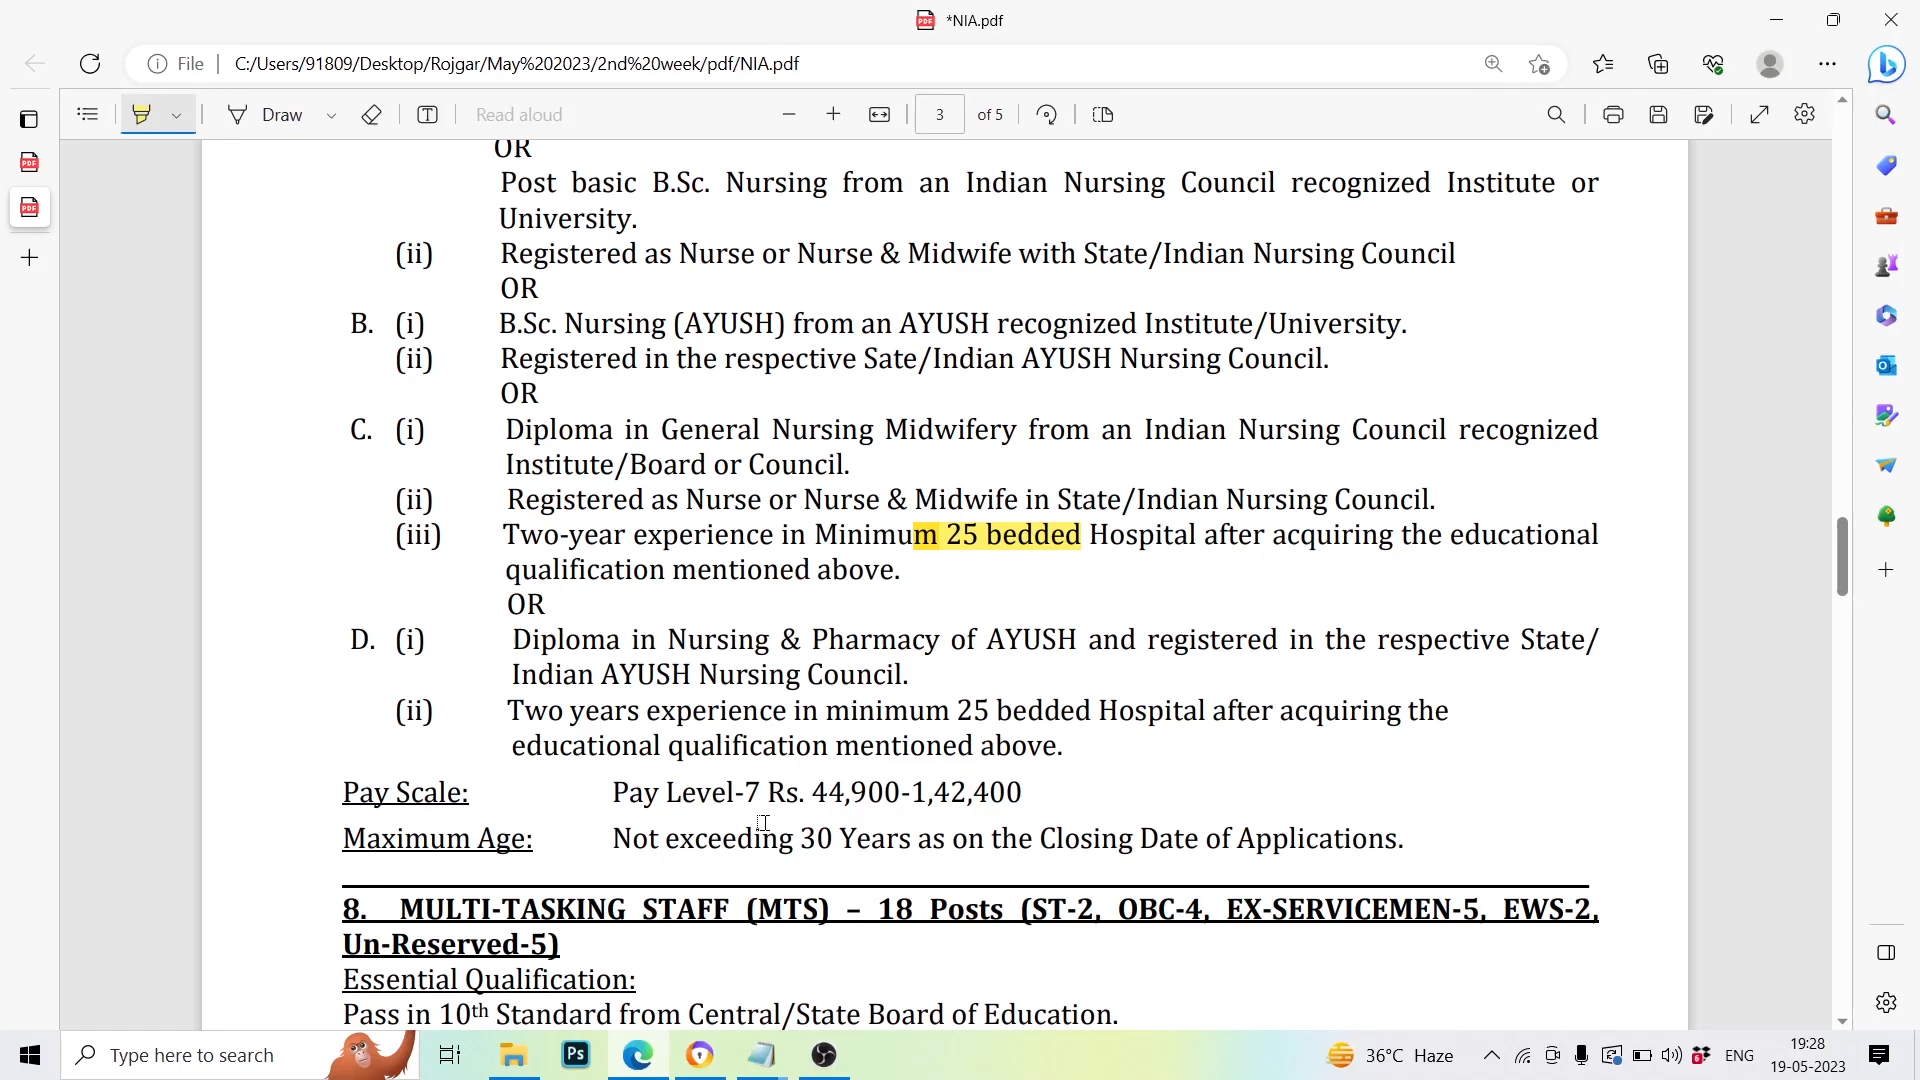 *NIA.pdf
File
C:/Users/91809/Desktop/Rojgar/May%202023/2nd%20week/pdf/NIA.pdf
Draw
Read aloud
3 of 5
OR
Post basic B.Sc. Nursing from an Indian Nursing Council recognized Institute or
University.
(ii) Registered as Nurse or Nurse & Midwife with State/Indian Nursing Council
OR
B. (i) B.Sc. Nursing (AYUSH) from an AYUSH recognized Institute/University.
(ii) Registered in the respective Sate/Indian AYUSH Nursing Council.
OR
C. (i) Diploma in General Nursing Midwifery from an Indian Nursing Council recognized
Institute/Board or Council.
(ii) Registered as Nurse or Nurse & Midwife in State/Indian Nursing Council.
(iii) Two-year experience in Minimum 25 bedded Hospital after acquiring the educational
qualification mentioned above.
OR
D. (i) Diploma in Nursing & Pharmacy of AYUSH and registered in the respective State/
Indian AYUSH Nursing Council.
(ii) Two years experience in minimum 25 bedded Hospital after acquiring the
educational qualification mentioned above.
Pay Scale: Pay Level-7 Rs. 44,900-1,42,400
Maximum Age: Not exceeding 30 Years as on the Closing Date of Applications.
8. MULTI-TASKING STAFF (MTS) – 18 Posts (ST-2, OBC-4, EX-SERVICEMEN-5, EWS-2,
Un-Reserved-5)
Essential Qualification:
Pass in 10th Standard from Central/State Board of Education.
Type here to search
Ps
36°C Haze
ENG
19:28
19-05-2023